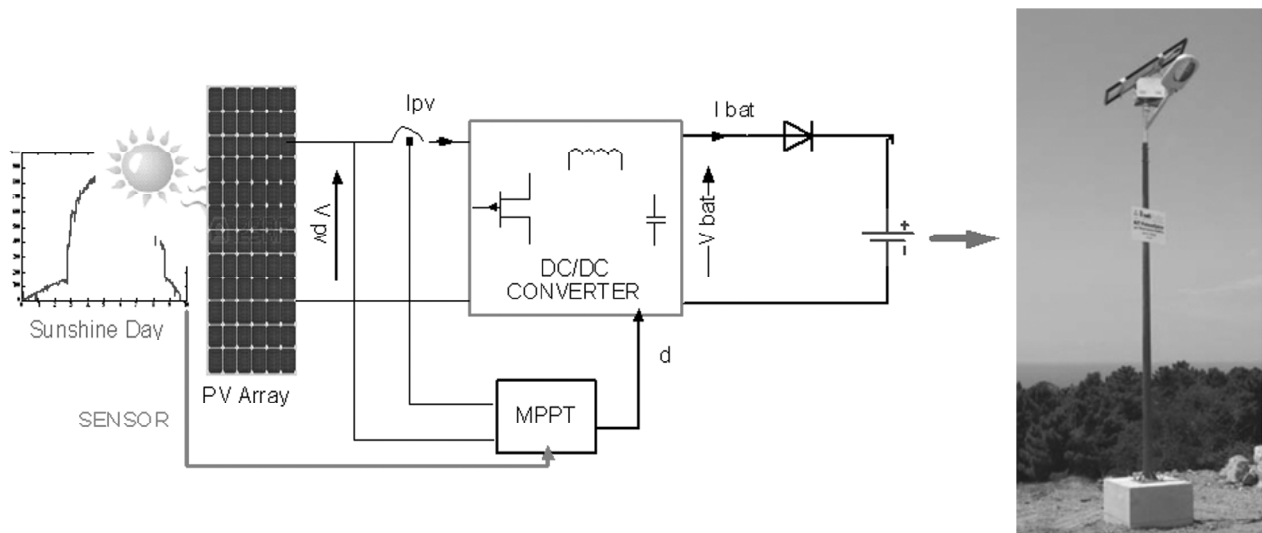 Ipv
I bat
V pv
V bat
DC/DC
CONVERTER
+
-
d
Sunshine Day
PV Array
SENSOR
MPPT